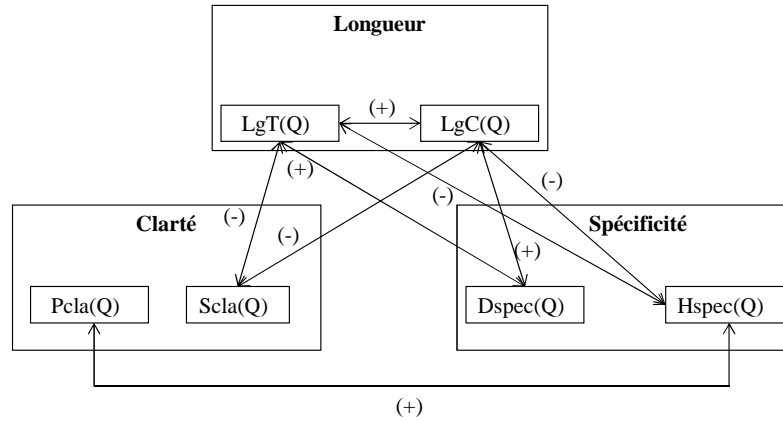 Longueur
(+)
LgT(Q) LgC(Q)
(+)
(-)
(-)
(-)
(-)
Clarté Spécificité
(+)
Pcla(Q) Scla(Q) Dspec(Q) Hspec(Q)
(+)